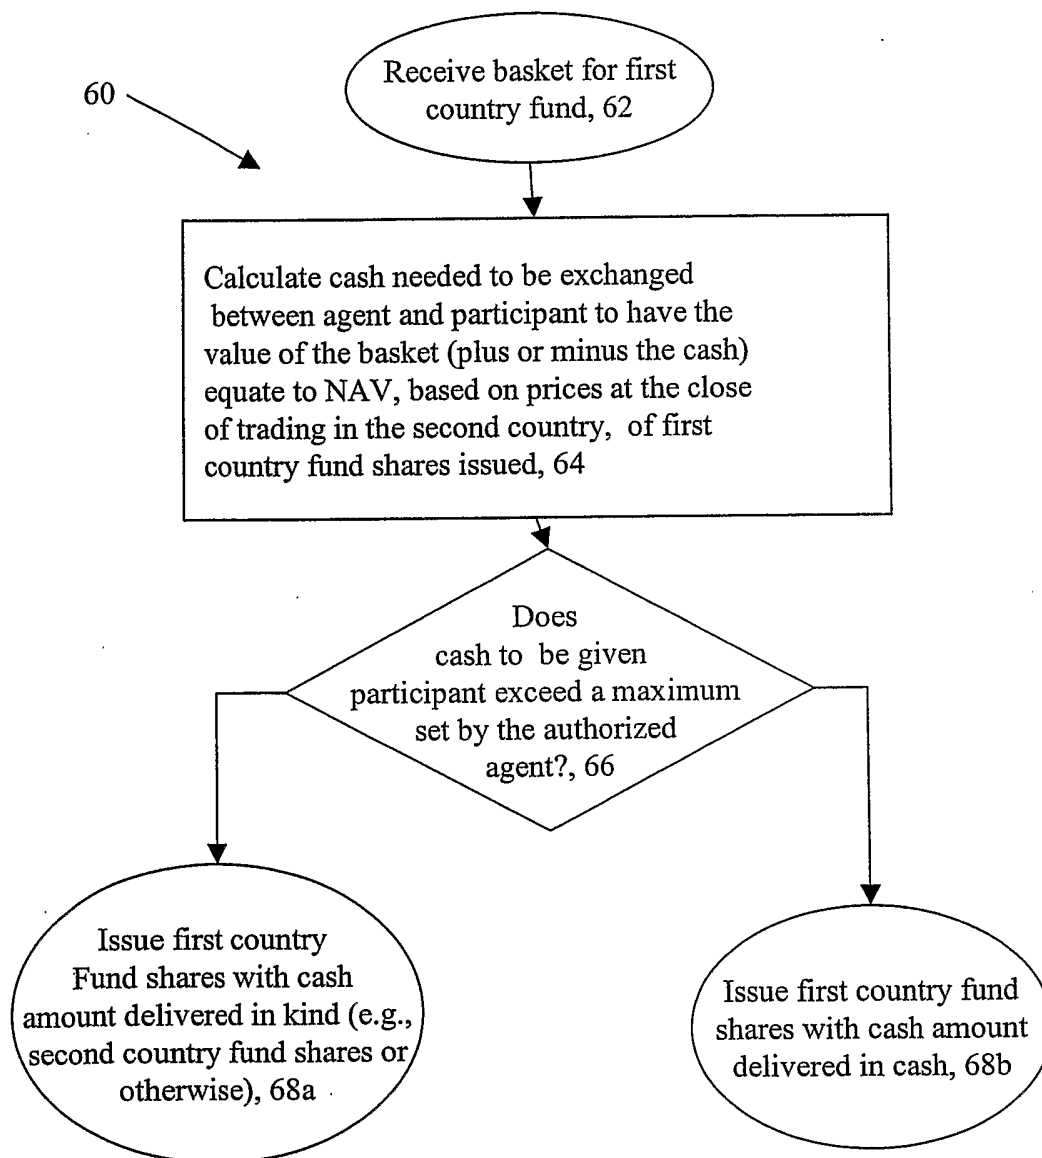 Receive basket for first
country fund, 62
60
Calculate cash needed to be exchanged
between agent and participant to have the
value of the basket (plus or minus the cash)
equate to NAV, based on prices at the close
of trading in the second country, of first
country fund shares issued, 64
Does
cash to be given
participant exceed a maximum
set by the authorized
agent?, 66
Issue first country
Fund shares with cash
amount delivered in kind (e.g.,
second country fund shares or
otherwise), 68a
Issue first country fund
shares with cash amount
delivered in cash, 68b